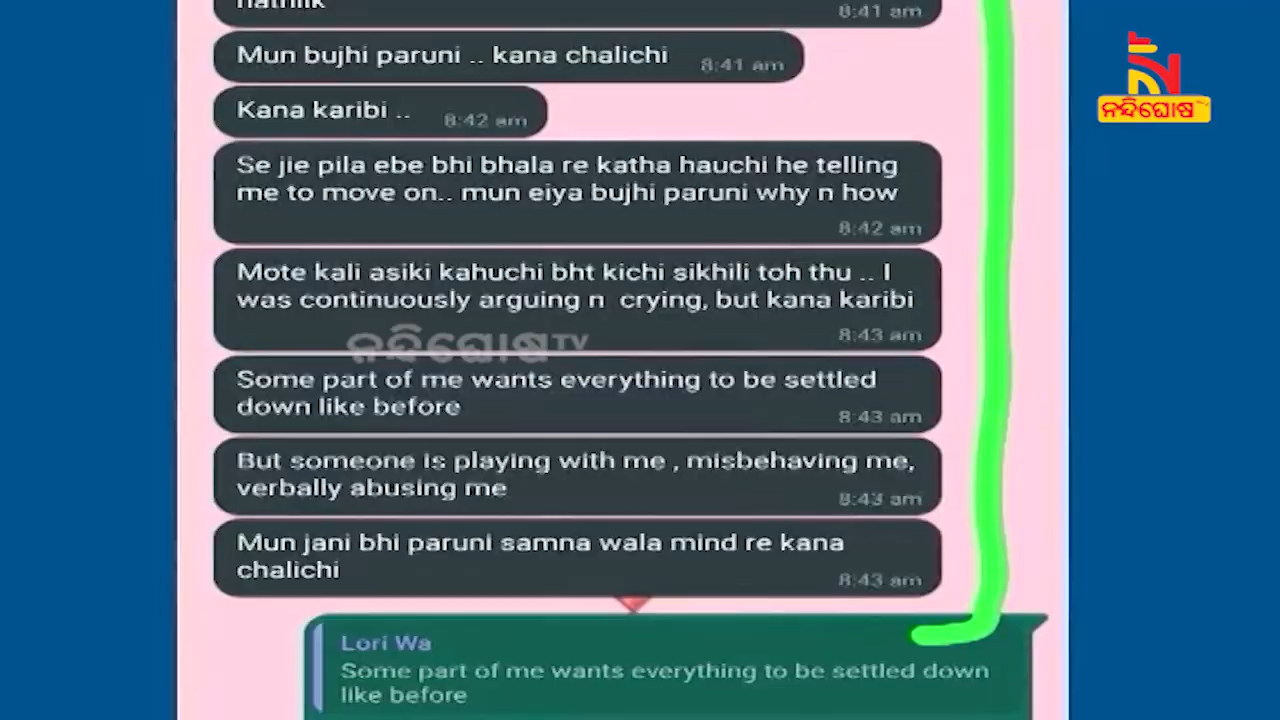 8:41 am
Mun bujhi paruni .. kana chalichi
8:41 am
Kana karibi ..
8:42 am
Se jie pila ebe bhi bhala re katha hauchi he telling
me to move on.. mun eiya bujhi paruni why n how
8:42 am
Mote kali asiki kahuchi bht kichi sikhili toh thu .. I
was continuously arguing n crying, but kana karibi
8:43 am
ନନ୍ଦିଘୋଷ TV
Some part of me wants everything to be settled
down like before
8:43 am
But someone is playing with me , misbehaving me,
verbally abusing me
8:43 am
Mun jani bhi paruni samna wala mind re kana
chalichi
8:43 am
Lori Wa
Some part of me wants everything to be settled down
like before
ନନ୍ଦିଘୋଷ